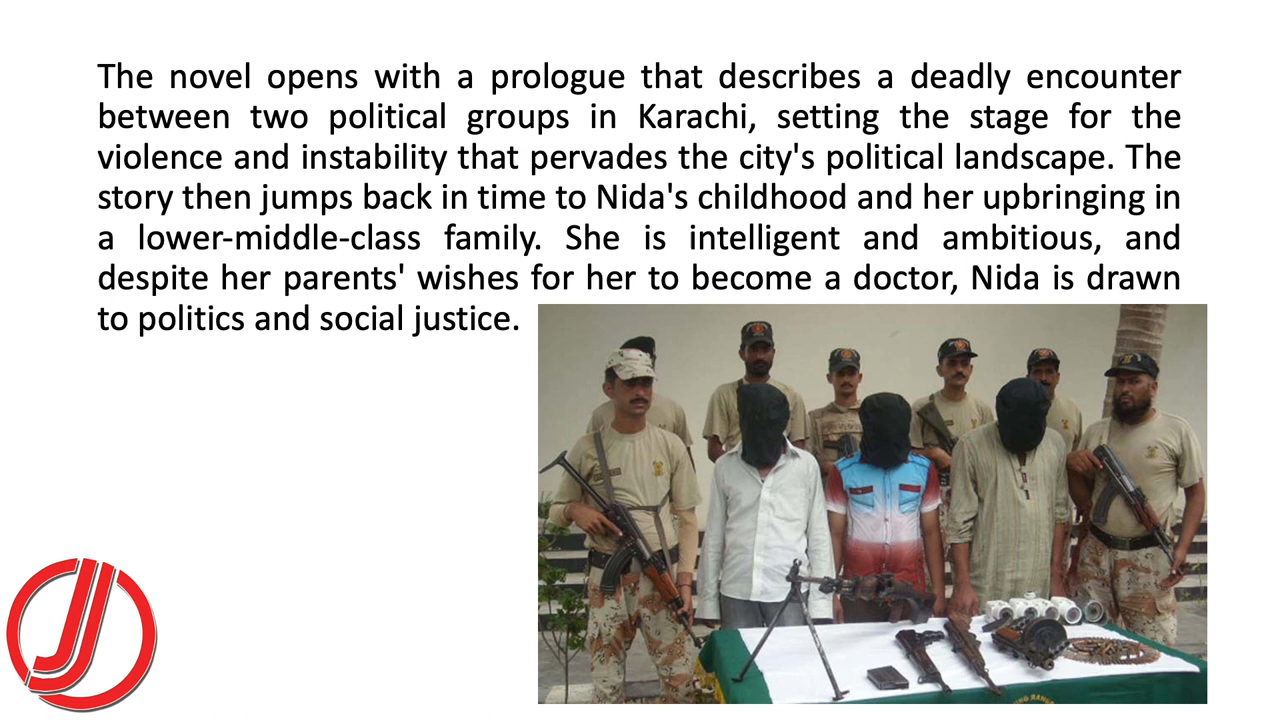 The novel opens with a prologue that describes a deadly encounter
between two political groups in Karachi, setting the stage for the
violence and instability that pervades the city's political landscape. The
story then jumps back in time to Nida's childhood and her upbringing in
a lower-middle-class family. She is intelligent and ambitious, and
despite her parents' wishes for her to become a doctor, Nida is drawn
to politics and social justice.